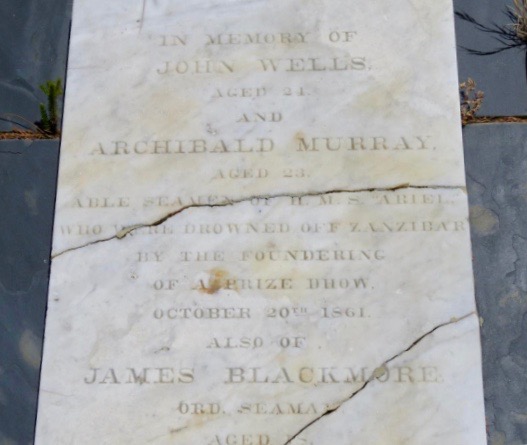 IN MEMORY OF
JOHN WELLS.
AGED 24.
AND
ARCHIBALD MURRAY,
AGED 23.
ABLE SEAMEN OF H.M.S. ARIEL,
WHO WERE DROWNED OFF ZANZIBAR
BY THE FOUNDERING
OF A PRIZE DHOW,
OCTOBER 20TH 1861.
ALSO OF
JAMES BLACKMORE
ORD. SEAMAN
AGED